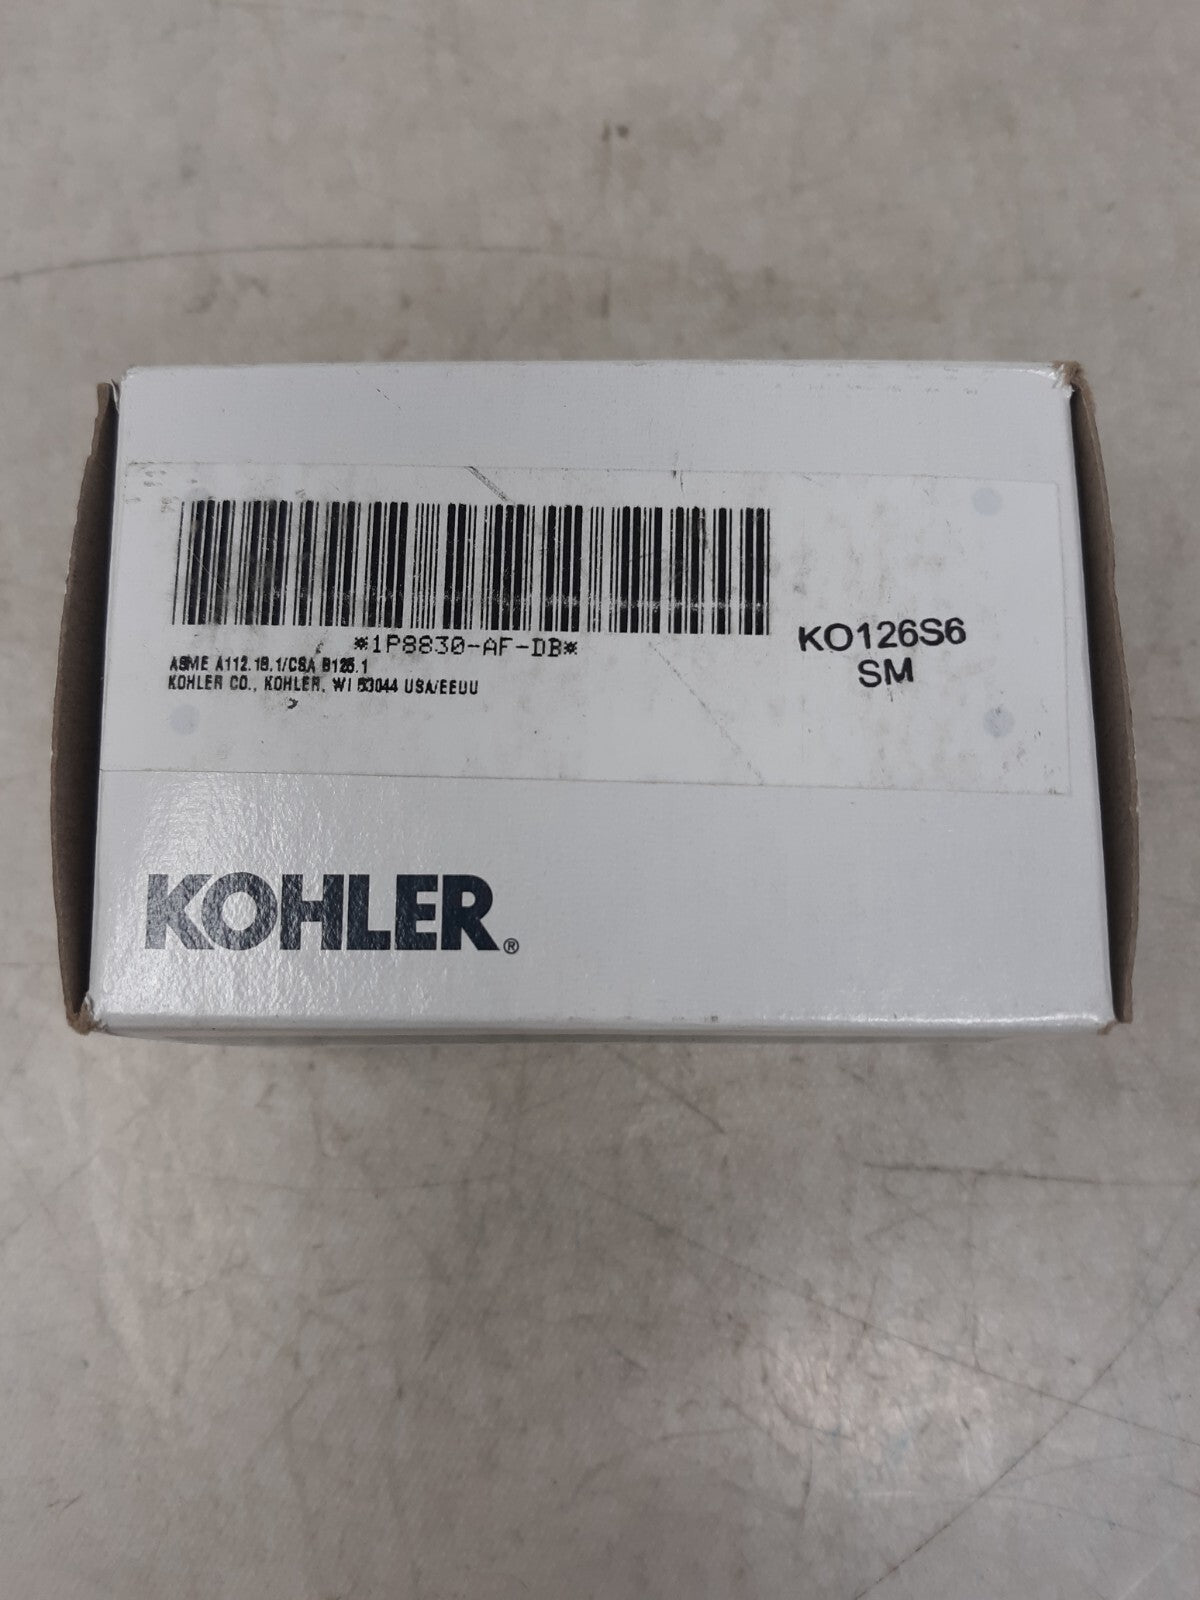 *1P8830-AF-DB*
ASME A112.18.1/CSA B125.1
KOHLER CO., KOHLER, WI 53044 USA/EEUU
KO126S6
SM
KOHLER®